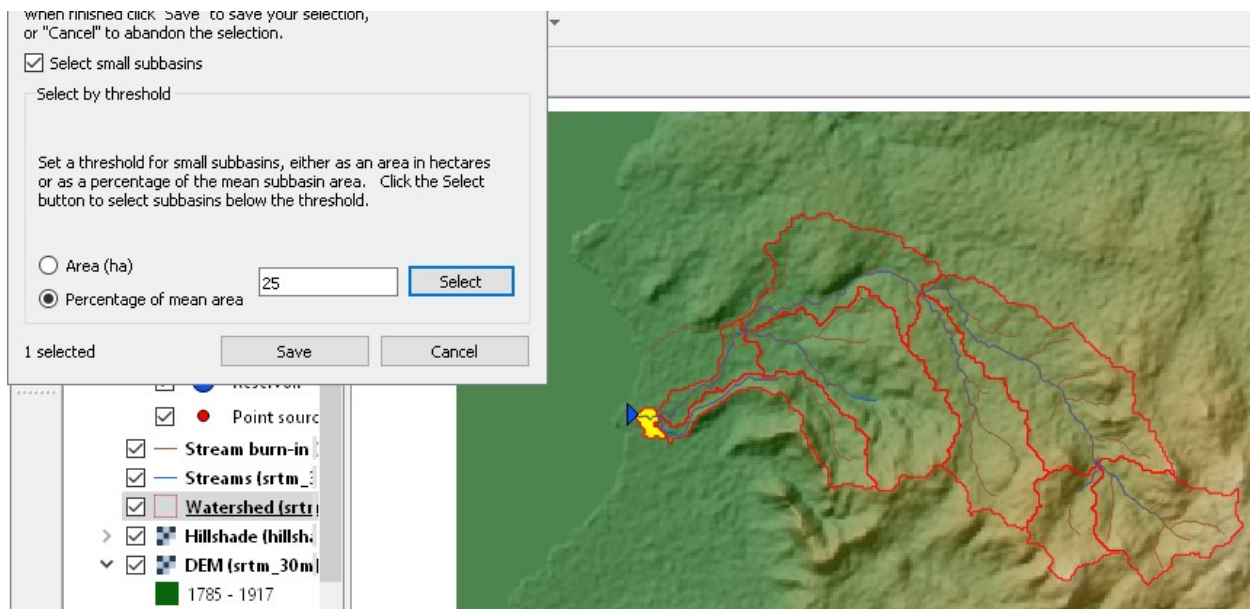 When finished click "Save" to save your selection,
or "Cancel" to abandon the selection.
Select small subbasins
Select by threshold
Set a threshold for small subbasins, either as an area in hectares
or as a percentage of the mean subbasin area. Click the Select
button to select subbasins below the threshold.
Area (ha)
Percentage of mean area
25
Select
1 selected
Save
Cancel
Reservoir
Point sourc
Stream burn-in
Streams (srtm_3
Watershed (srtm
Hillshade (hillsha
DEM (srtm_30m
1785 - 1917